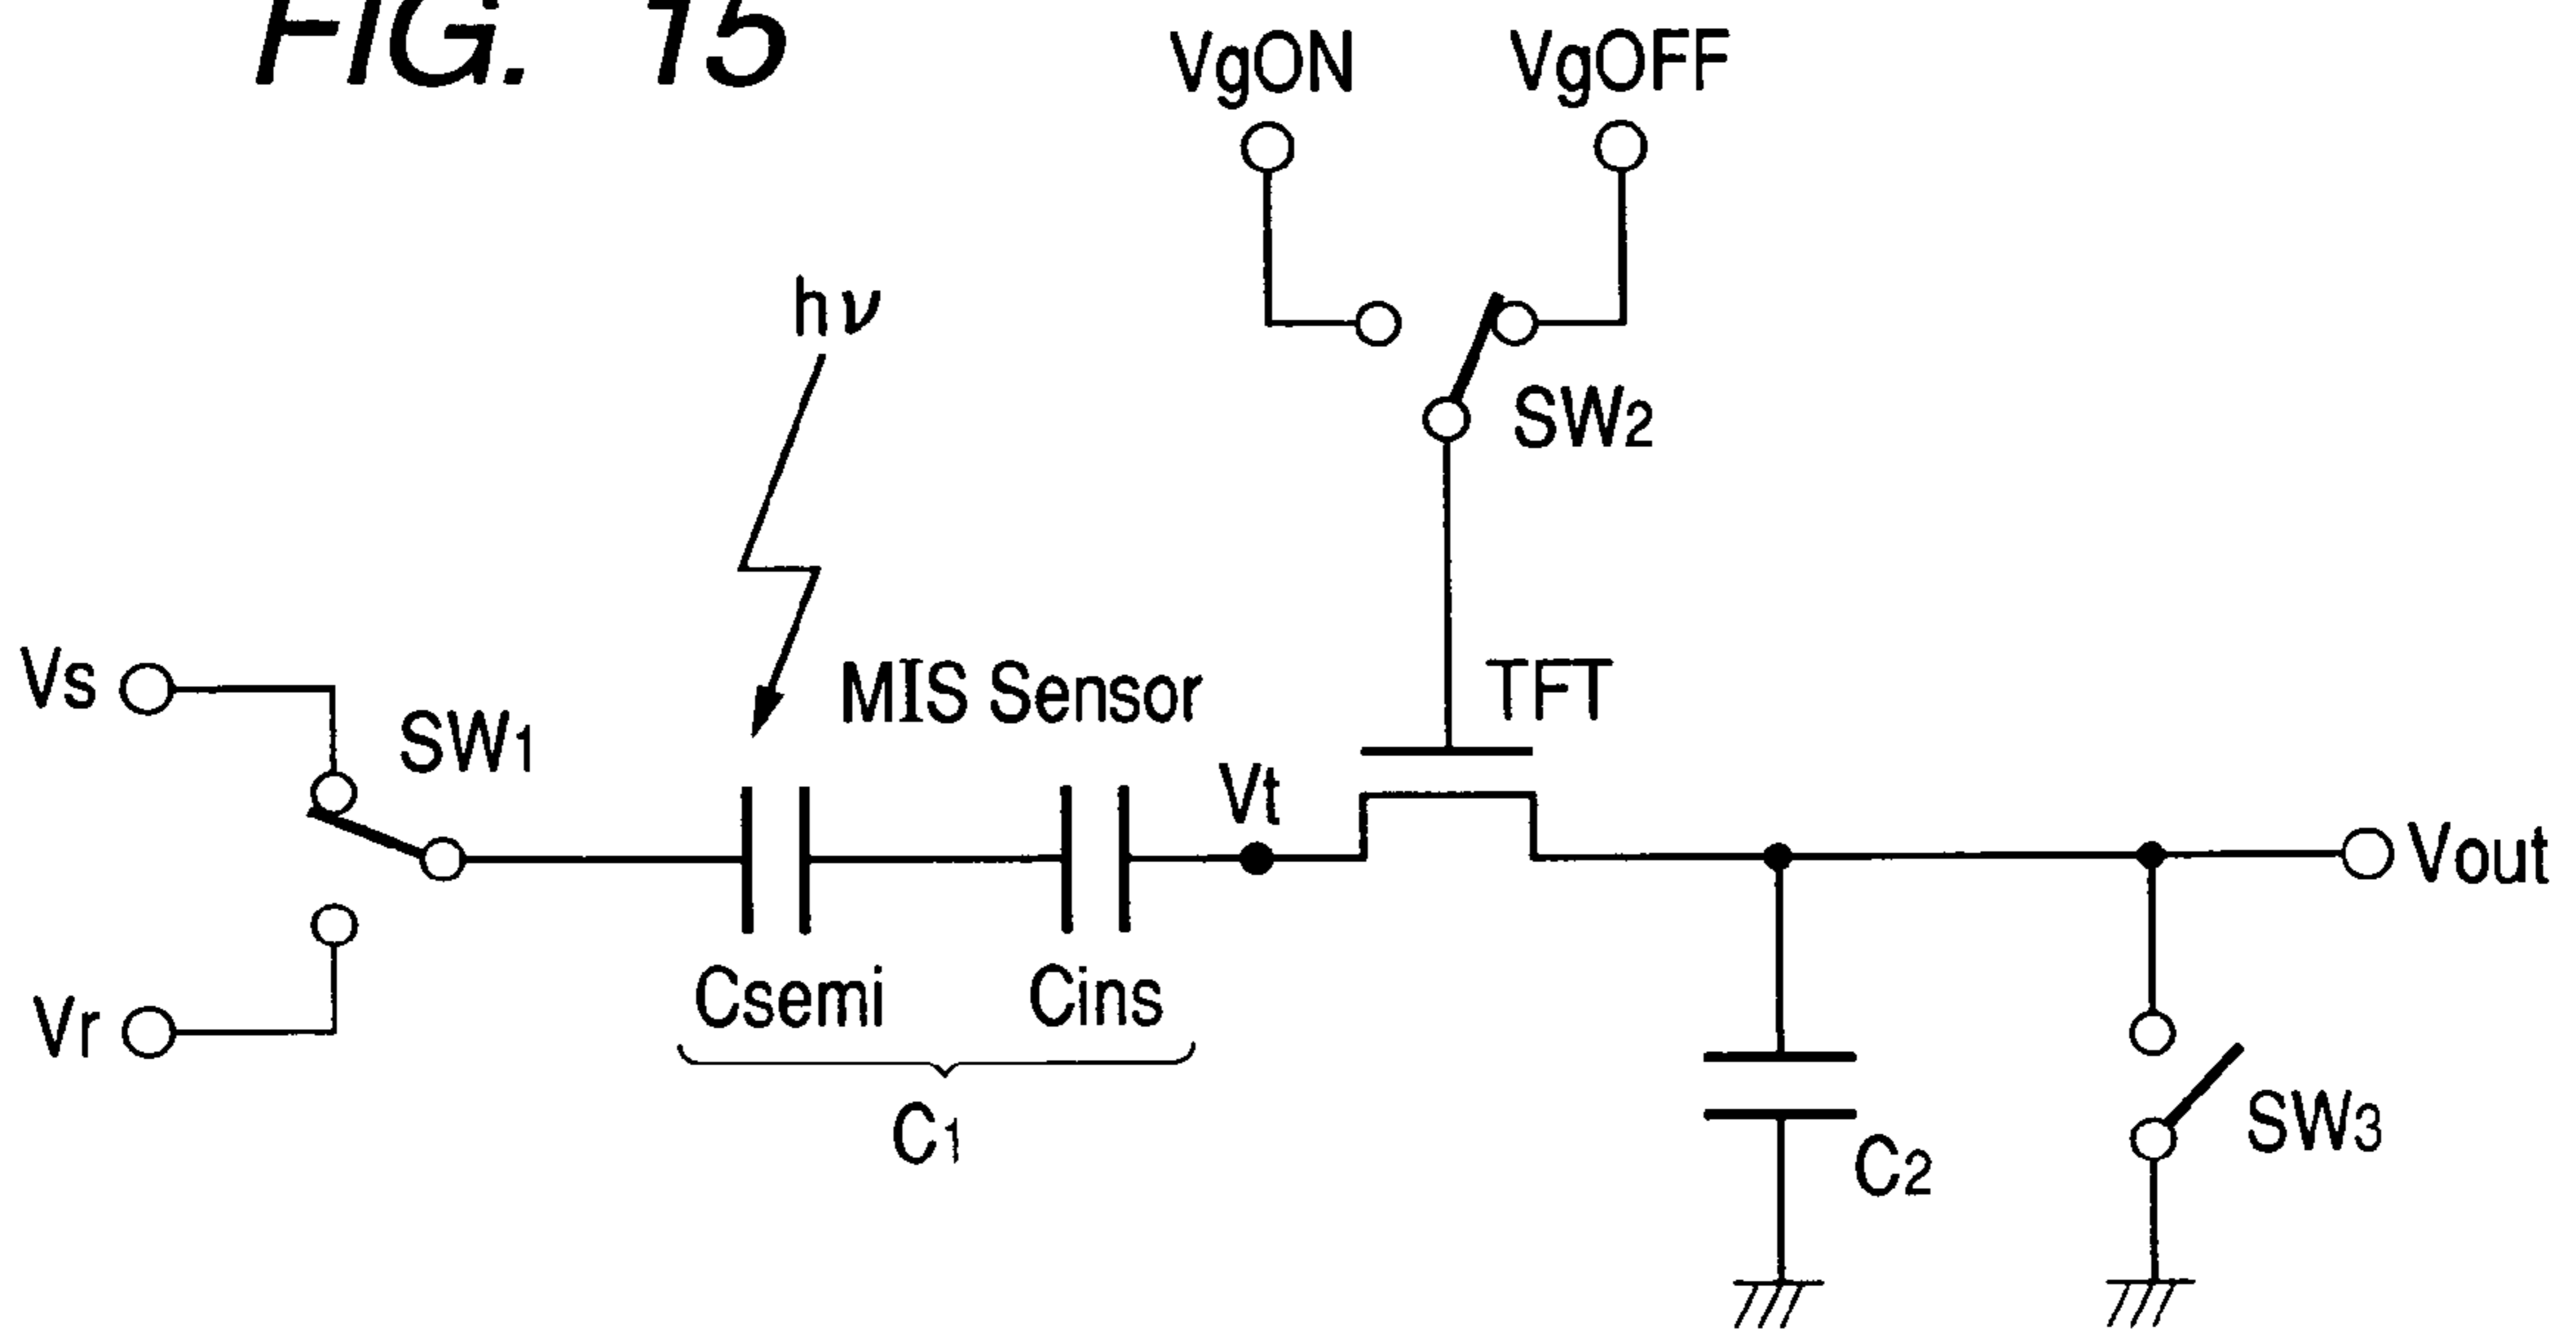 FIG. 15
VgON
VgOFF
hν
SW2
Vs
SW1
MIS Sensor
TFT
Vt
Vout
Vr
Csemi
Cins
C1
C2
SW3